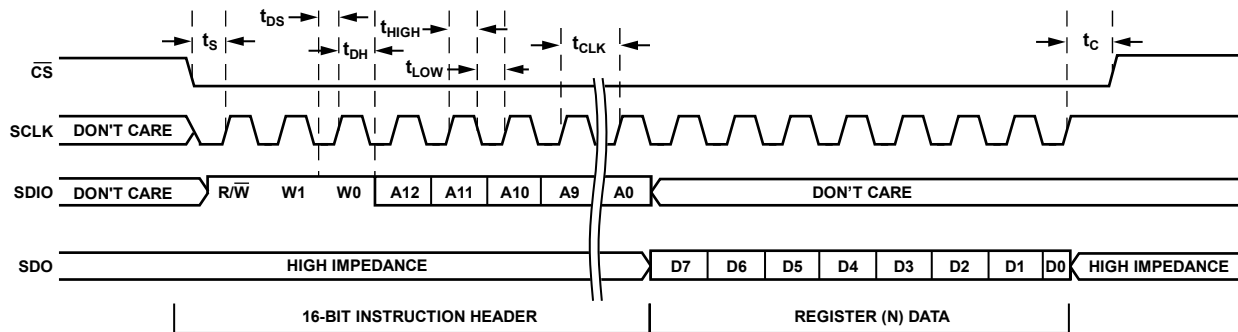 tDS
tHIGH
tCLK
tS
tDH
tC
tLOW
CS
SCLK DON'T CARE
SDIO DON'T CARE R/W W1 W0 A12 A11 A10 A9 A0 DON'T CARE
SDO HIGH IMPEDANCE D7 D6 D5 D4 D3 D2 D1 D0 HIGH IMPEDANCE
16-BIT INSTRUCTION HEADER REGISTER (N) DATA